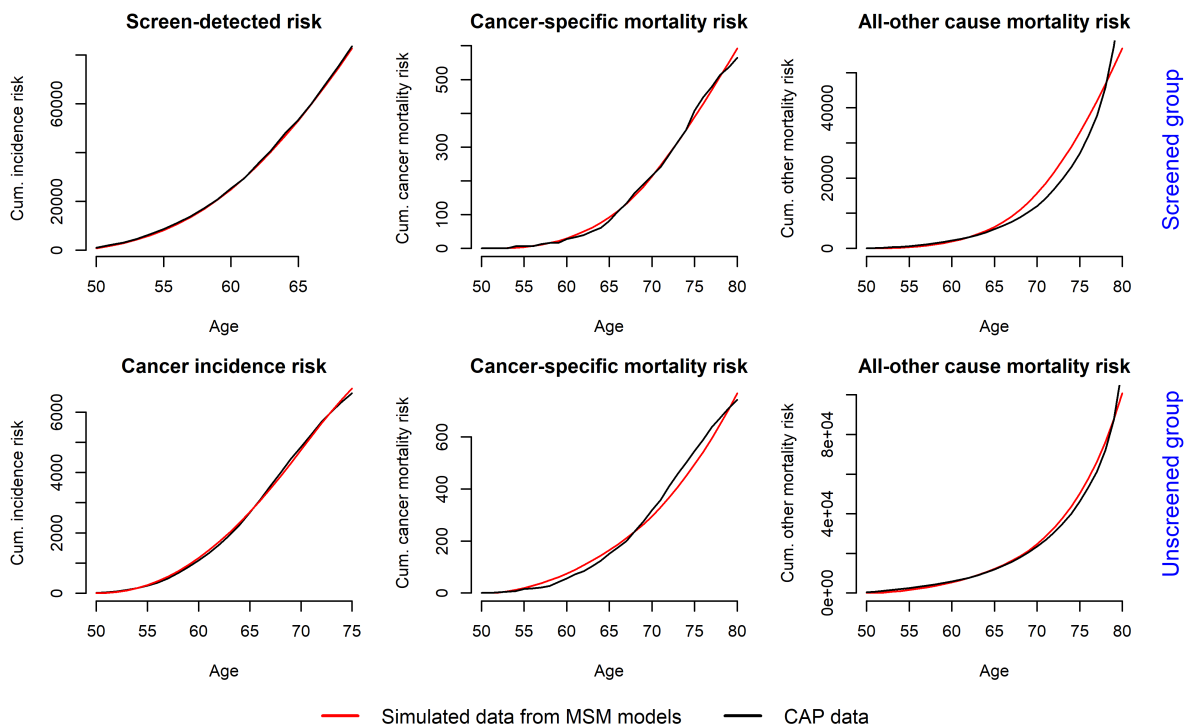 Screen-detected risk
Cum. incidence risk
0 20000 60000
50 55 60 65
Age
Cancer-specific mortality risk
Cum. cancer mortality risk
0 100 300 500
50 55 60 65 70 75 80
Age
All-other cause mortality risk
Cum. other mortality risk
0 20000 40000
50 55 60 65 70 75 80
Age
Screened group
Cancer incidence risk
Cum. incidence risk
0 2000 4000 6000
50 55 60 65 70 75
Age
Cancer-specific mortality risk
Cum. cancer mortality risk
0 200 400 600
50 55 60 65 70 75 80
Age
All-other cause mortality risk
Cum. other mortality risk
0e+00 4e+04 8e+04
50 55 60 65 70 75 80
Age
Unscreened group
Simulated data from MSM models CAP data